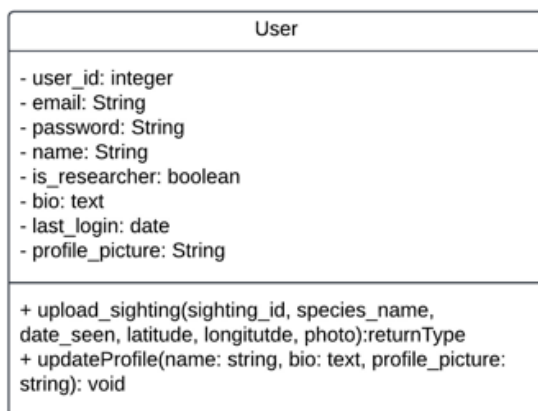 User
- user_id: integer
- email: String
- password: String
- name: String
- is_researcher: boolean
- bio: text
- last_login: date
- profile_picture: String
+ upload_sighting(sighting_id, species_name,
date_seen, latitude, longitutde, photo):returnType
+ updateProfile(name: string, bio: text, profile_picture:
string): void